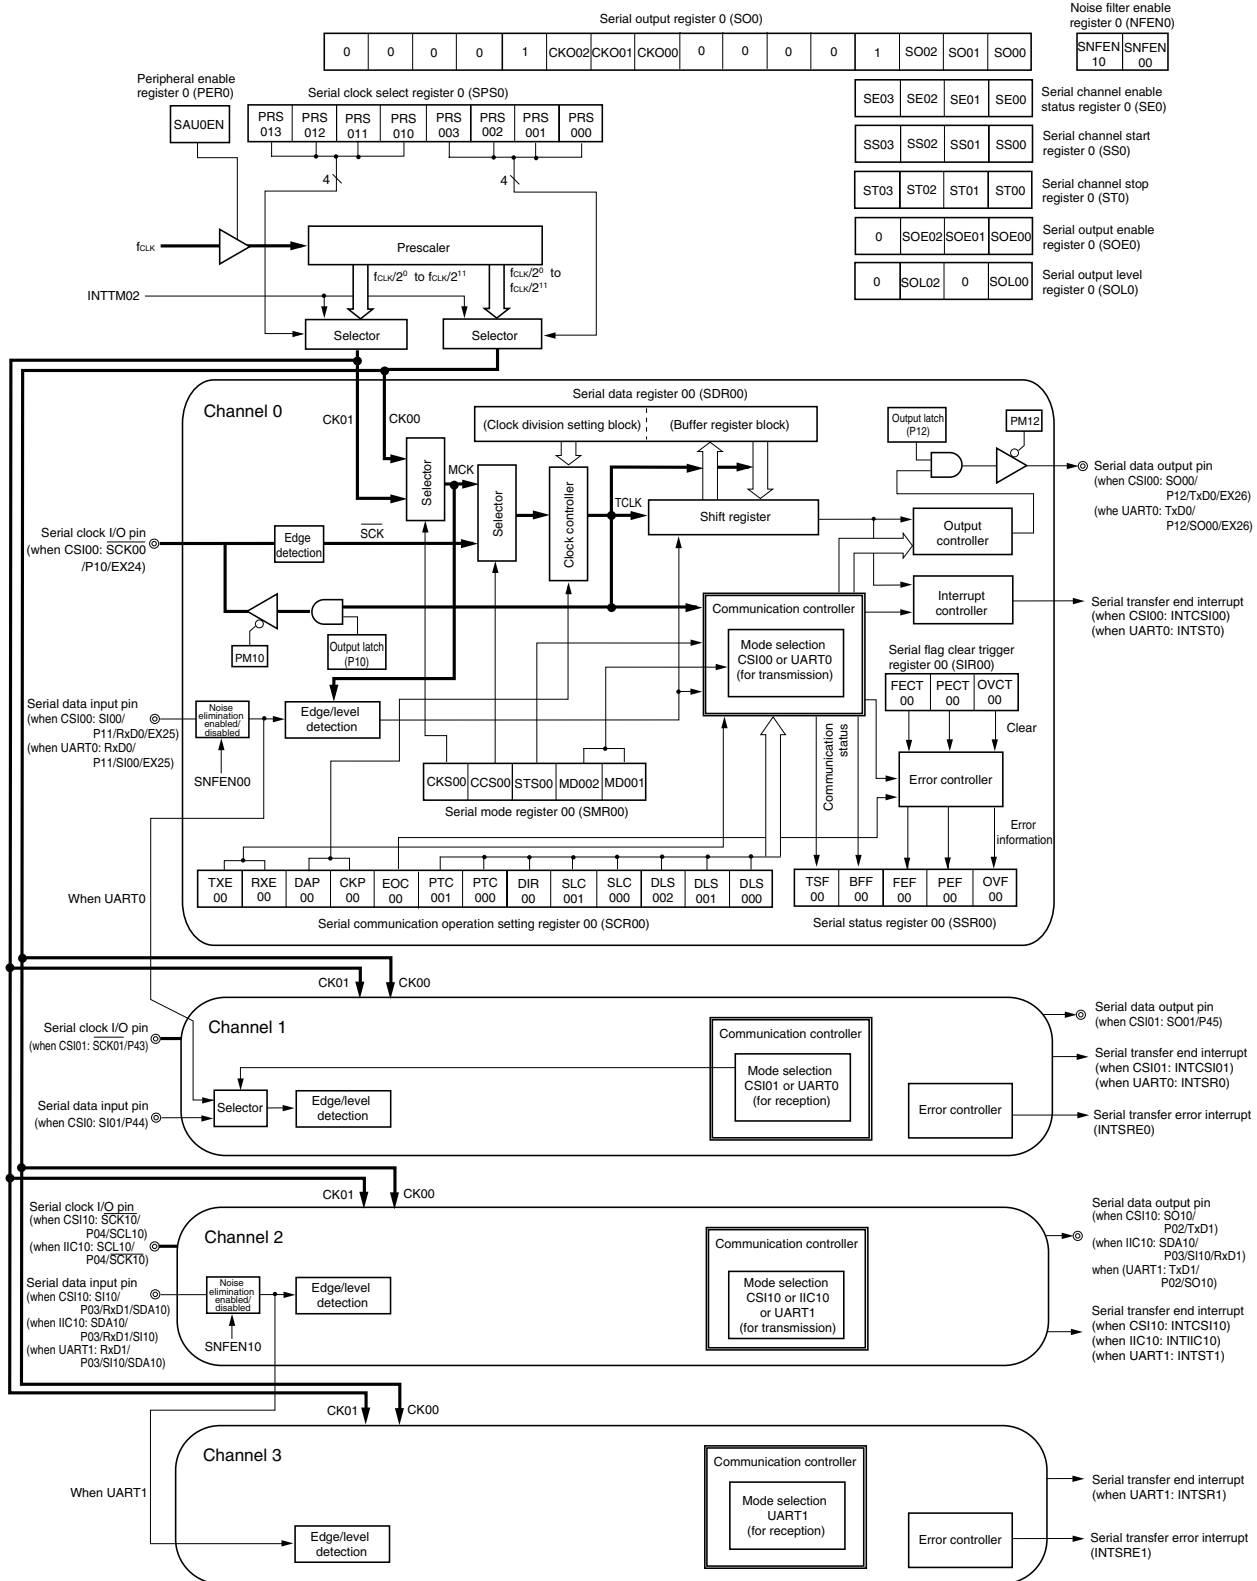 Serial output register 0 (SO0)
0 0 0 0 1 CKO02 CKO01 CKO00 0 0 0 0 1 SO02 SO01 SO00
Noise filter enable
register 0 (NFEN0)
SNFEN SNFEN
10 00
Peripheral enable
register 0 (PER0)
SAU0EN
Serial clock select register 0 (SPS0)
PRS PRS PRS PRS PRS PRS PRS PRS
013 012 011 010 003 002 001 000
4 4
SE03 SE02 SE01 SE00
Serial channel enable
status register 0 (SE0)
SS03 SS02 SS01 SS00
Serial channel start
register 0 (SS0)
ST03 ST02 ST01 ST00
Serial channel stop
register 0 (ST0)
0 SOE02 SOE01 SOE00
Serial output enable
register 0 (SOE0)
0 SOL02 0 SOL00
Serial output level
register 0 (SOL0)
fCLK
Prescaler
fCLK/2⁰ to fCLK/2¹¹
fCLK/2⁰ to
fCLK/2¹¹
INTTM02
Selector
Selector
Channel 0
CK01
CK00
Serial data register 00 (SDR00)
(Clock division setting block) (Buffer register block)
Selector
MCK
Selector
Clock controller
TCLK
Shift register
Output latch
(P12)
PM12
Serial data output pin
(when CSI00: SO00/
P12/TxD0/EX26)
(whe UART0: TxD0/
P12/SO00/EX26)
Serial clock I/O pin
(when CSI00: SCK00
/P10/EX24)
Edge
detection
SCK
Output
controller
Interrupt
controller
Serial transfer end interrupt
(when CSI00: INTCSI00)
(when UART0: INTST0)
PM10
Output latch
(P10)
Communication controller
Mode selection
CSI00 or UART0
(for transmission)
Serial flag clear trigger
register 00 (SIR00)
FECT PECT OVCT
00 00 00
Clear
Serial data input pin
(when CSI00: SI00/
P11/RxD0/EX25)
(when UART0: RxD0/
P11/SI00/EX25)
Noise
elimination
enabled/
disabled
SNFEN00
Edge/level
detection
CKS00 CCS00 STS00 MD002 MD001
Serial mode register 00 (SMR00)
Communication
status
Error controller
Error
information
When UART0
TXE RXE DAP CKP EOC PTC PTC DIR SLC SLC DLS DLS DLS
00 00 00 00 00 001 000 00 001 000 002 001 000
Serial communication operation setting register 00 (SCR00)
TSF BFF FEF PEF OVF
00 00 00 00 00
Serial status register 00 (SSR00)
CK01 CK00
Channel 1
Serial clock I/O pin
(when CSI01: SCK01/P43)
Serial data input pin
(when CSI0: SI01/P44)
Selector
Edge/level
detection
Communication controller
Mode selection
CSI01 or UART0
(for reception)
Error controller
Serial data output pin
(when CSI01: SO01/P45)
Serial transfer end interrupt
(when CSI01: INTCSI01)
(when UART0: INTSR0)
Serial transfer error interrupt
(INTSRE0)
CK01 CK00
Channel 2
Serial clock I/O pin
(when CSI10: SCK10/
P04/SCL10)
(when IIC10: SCL10/
P04/SCK10)
Serial data input pin
(when CSI10: SI10/
P03/RxD1/SDA10)
(when IIC10: SDA10/
P03/RxD1/SI10)
(when UART1: RxD1/
P03/SI10/SDA10)
Noise
elimination
enabled/
disabled
SNFEN10
Edge/level
detection
Communication controller
Mode selection
CSI10 or IIC10
or UART1
(for transmission)
Serial data output pin
(when CSI10: SO10/
P02/TxD1)
(when IIC10: SDA10/
P03/SI10/RxD1)
when (UART1: TxD1/
P02/SO10)
Serial transfer end interrupt
(when CSI10: INTCSI10)
(when IIC10: INTIIC10)
(when UART1: INTST1)
CK01 CK00
Channel 3
When UART1
Edge/level
detection
Communication controller
Mode selection
UART1
(for reception)
Error controller
Serial transfer end interrupt
(when UART1: INTSR1)
Serial transfer error interrupt
(INTSRE1)